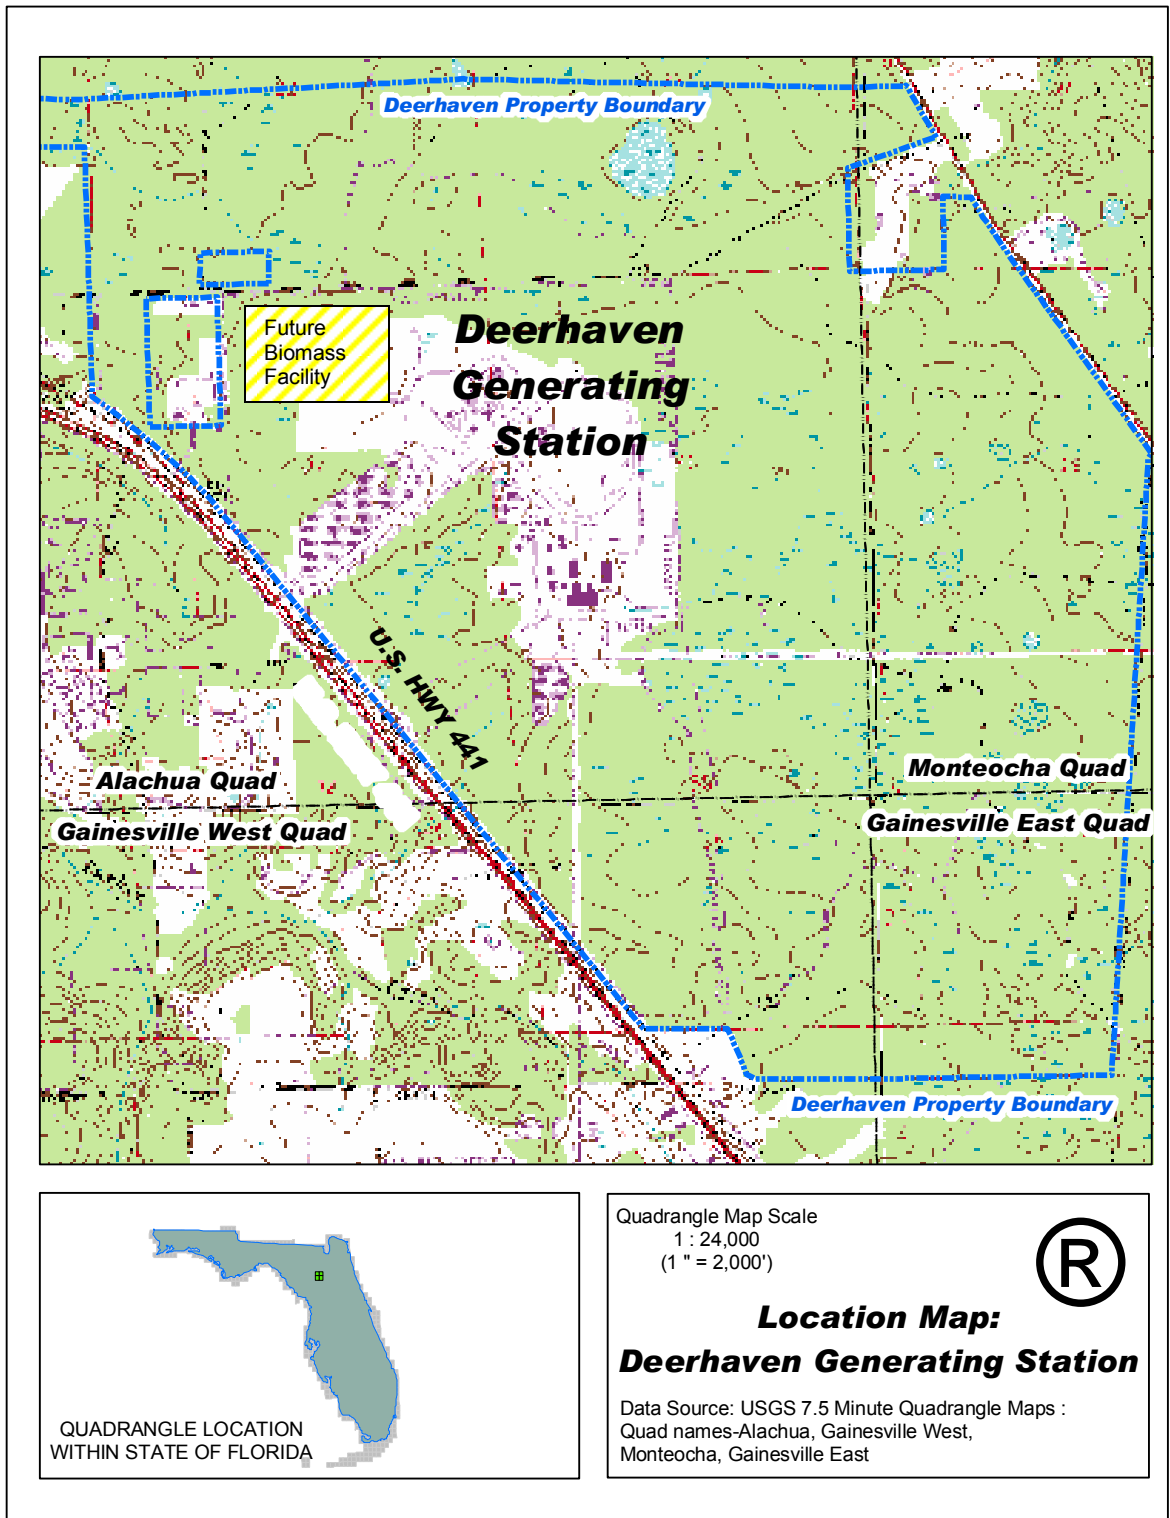 Deerhaven Property Boundary
Future
Biomass
Facility
Deerhaven
Generating
Station
U.S. HWY 441
Alachua Quad
Monteocha Quad
Gainesville West Quad
Gainesville East Quad
Deerhaven Property Boundary
QUADRANGLE LOCATION
WITHIN STATE OF FLORIDA
Quadrangle Map Scale
1 : 24,000
(1 " = 2,000')
®
Location Map:
Deerhaven Generating Station
Data Source: USGS 7.5 Minute Quadrangle Maps :
Quad names-Alachua, Gainesville West,
Monteocha, Gainesville East